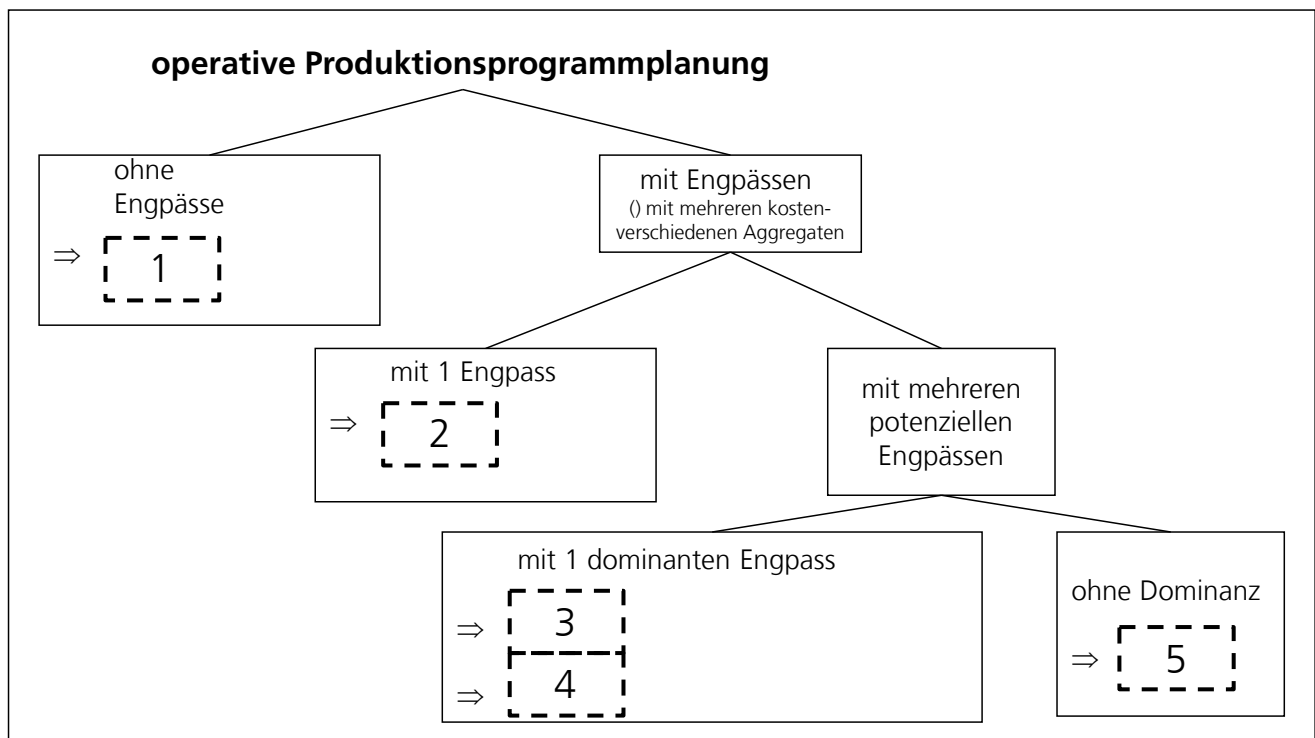 operative Produktionsprogrammplanung
ohne
Engpässe
⇒ 1
mit Engpässen
() mit mehreren kosten-
verschiedenen Aggregaten
mit 1 Engpass
⇒ 2
mit mehreren
potenziellen
Engpässen
mit 1 dominanten Engpass
⇒ 3
⇒ 4
ohne Dominanz
⇒ 5